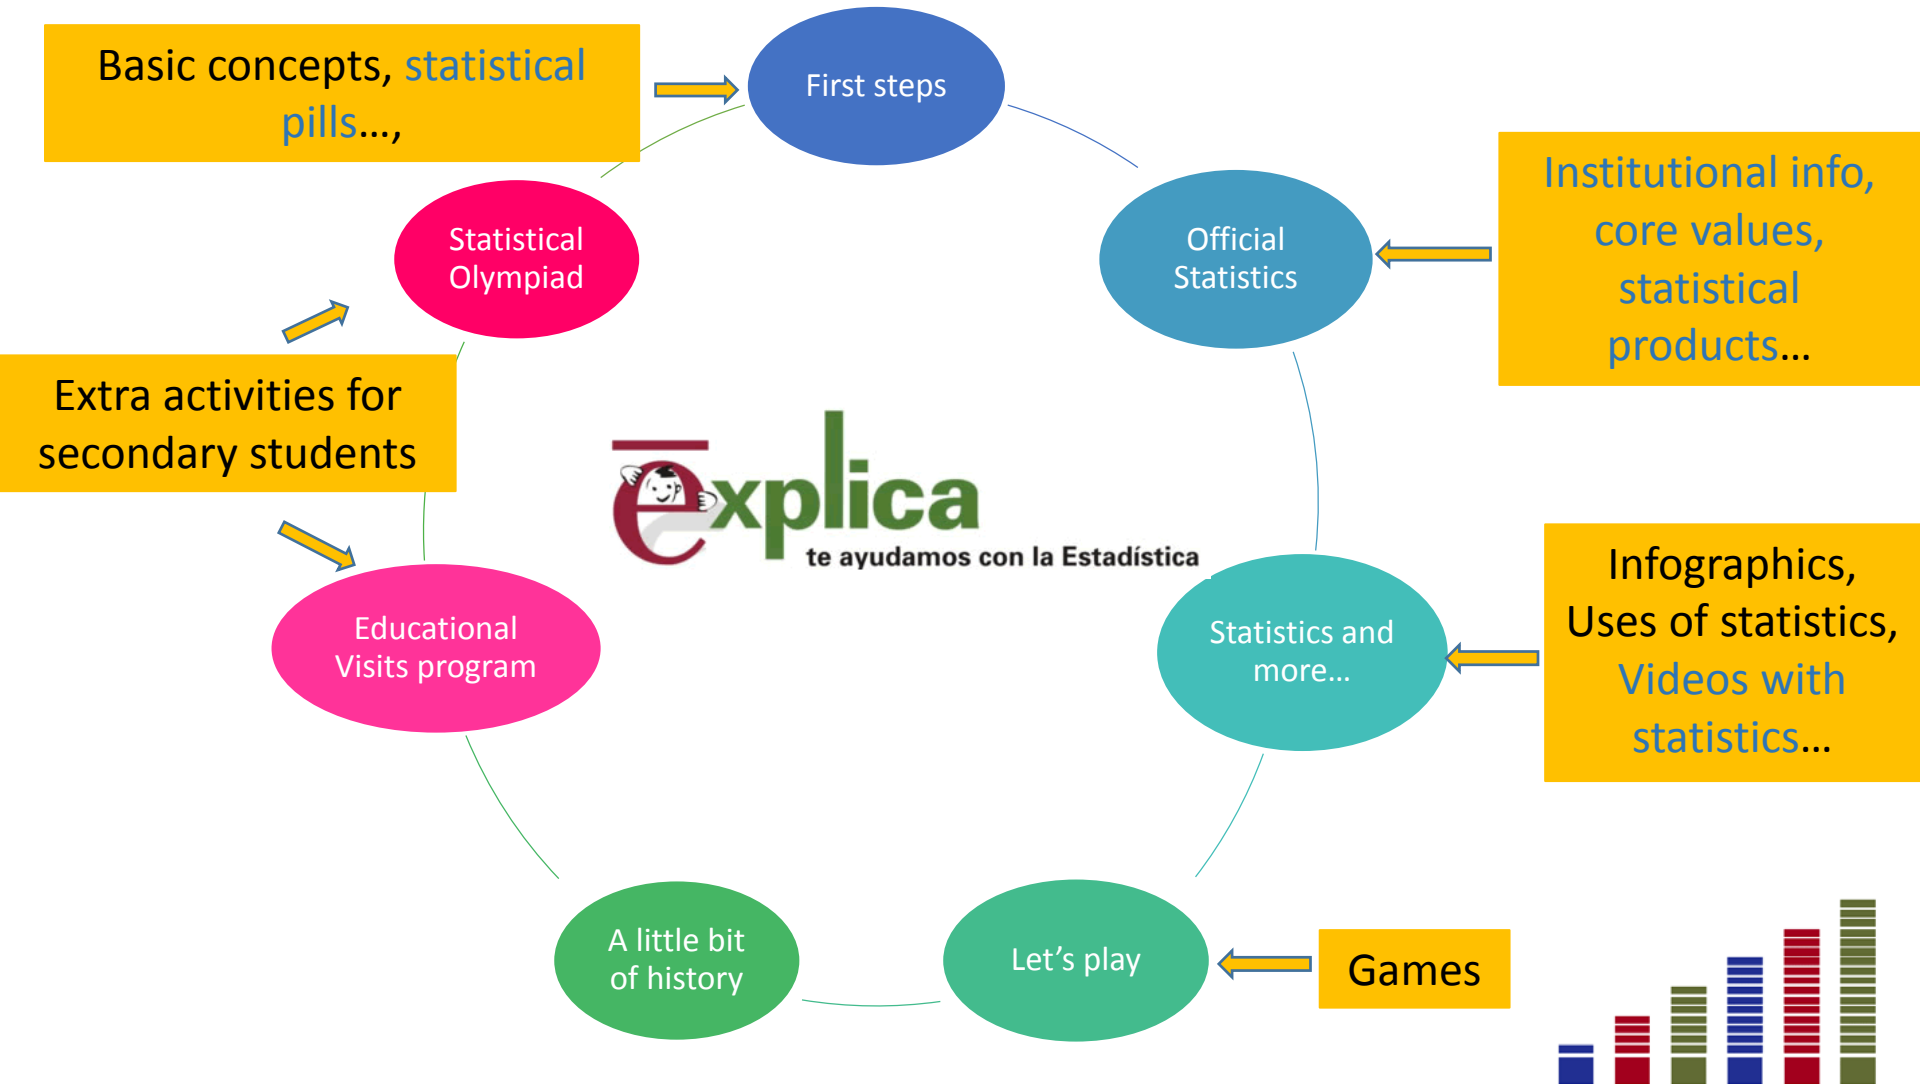 Basic concepts, statistical
pills...,
First steps
Statistical
Olympiad
Official
Statistics
Institutional info,
core values,
statistical
products...
Extra activities for
secondary students
explica
te ayudamos con la Estadística
Educational
Visits program
Statistics and
more...
Infographics,
Uses of statistics,
Videos with
statistics...
A little bit
of history
Let's play
Games